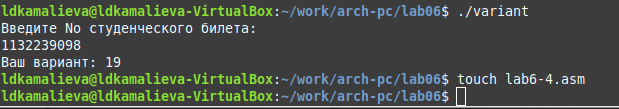 ldkamalieva@ldkamalieva-VirtualBox:~/work/arch-pc/lab06$ ./variant
Введите No студенческого билета:
1132239098
Ваш вариант: 19
ldkamalieva@ldkamalieva-VirtualBox:~/work/arch-pc/lab06$ touch lab6-4.asm
ldkamalieva@ldkamalieva-VirtualBox:~/work/arch-pc/lab06$